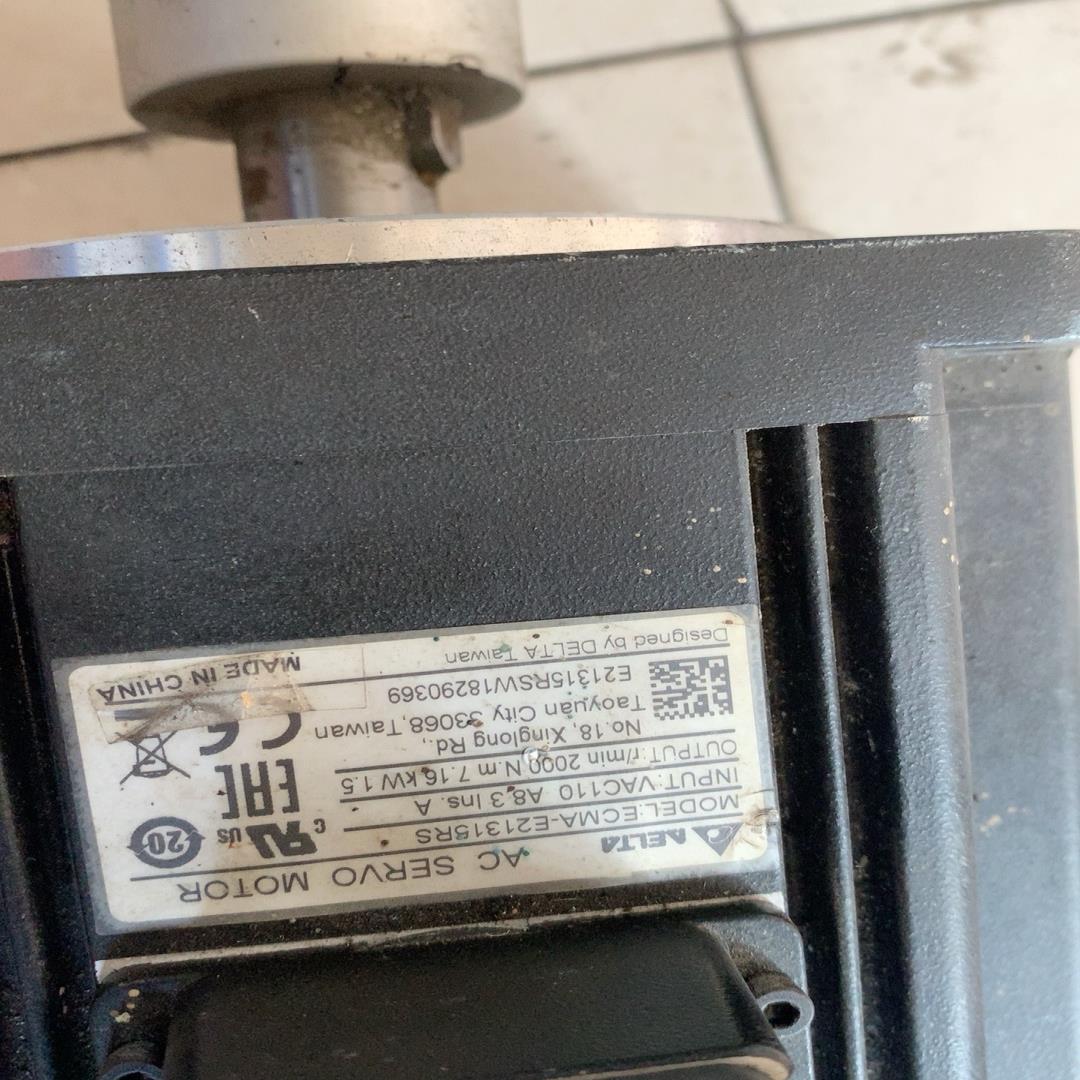 AC SERVO MOTOR
DELTA
MODEL:ECMA-E21315RS
INPUT:VAC110 A8.3 Ins. A
OUTPUT:r/min 2000 N.m 7.16 kW 1.5
No.18, Xinglong Rd.,
Taoyuan City 33068,Taiwan
E21315RSW18290369
Designed by DELTA Taiwan
c RU US
20
EAC
CE
MADE IN CHINA